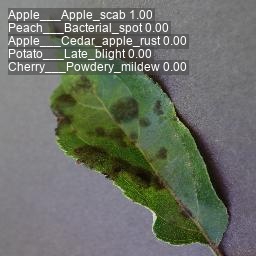 Apple___Apple_scab 1.00
Peach___Bacterial_spot 0.00
Apple___Cedar_apple_rust 0.00
Potato___Late_blight 0.00
Cherry___Powdery_mildew 0.00